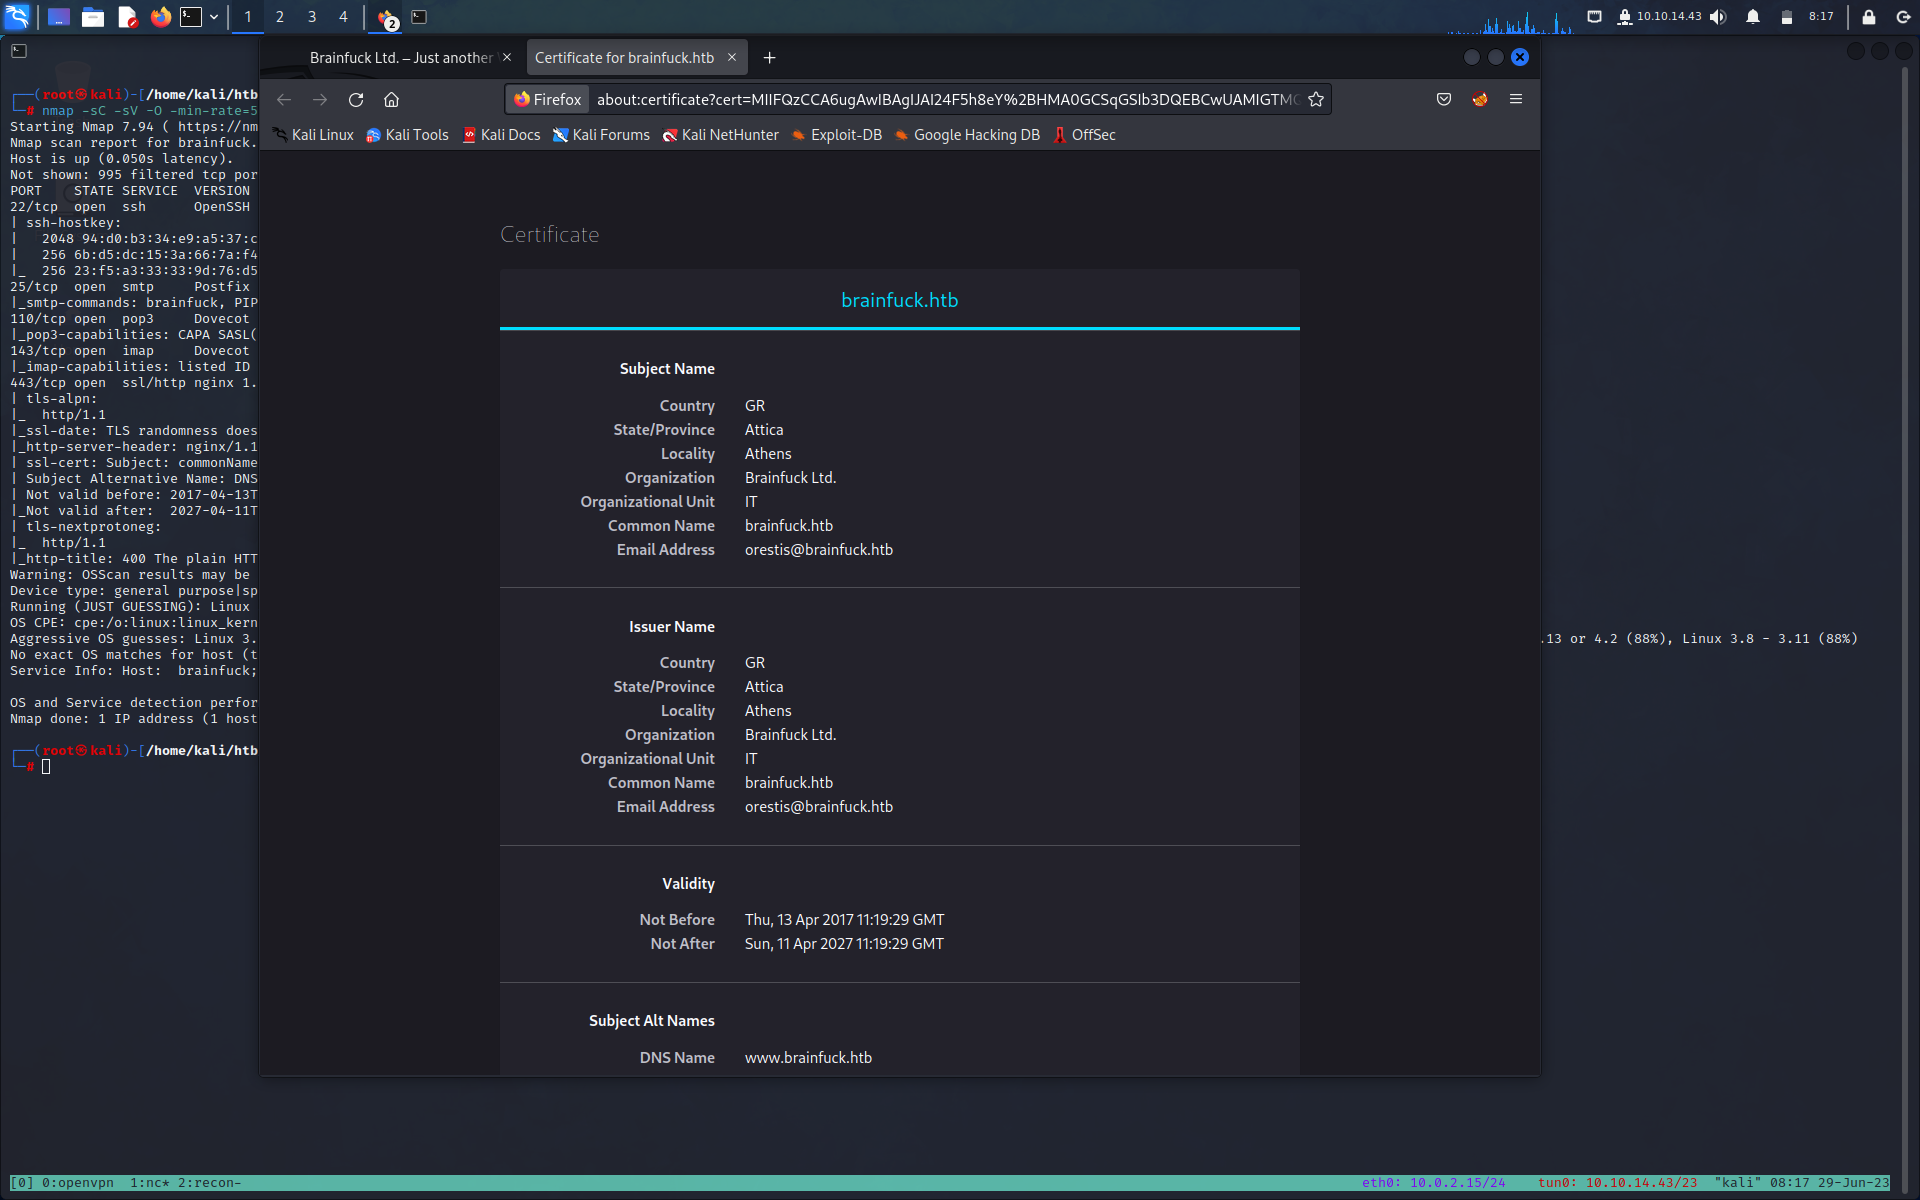 1 2 3 4 2 10.10.14.43 8:17
Brainfuck Ltd. – Just another
Certificate for brainfuck.htb
Firefox about:certificate?cert=MIIFQzCCA6ugAwIBAgIJAI24F5h8eY%2BHMA0GCSqGSIb3DQEBCwUAMIGTMC
Kali Linux Kali Tools Kali Docs Kali Forums Kali NetHunter Exploit-DB Google Hacking DB OffSec
┌──(root㉿kali)-[/home/kali/htb
└─# nmap -sC -sV -O -min-rate=5
Starting Nmap 7.94 ( https://nm
Nmap scan report for brainfuck.
Host is up (0.050s latency).
Not shown: 995 filtered tcp por
PORT STATE SERVICE VERSION
22/tcp open ssh OpenSSH
| ssh-hostkey:
| 2048 94:d0:b3:34:e9:a5:37:c
| 256 6b:d5:dc:15:3a:66:7a:f4
|_ 256 23:f5:a3:33:33:9d:76:d5
25/tcp open smtp Postfix
|_smtp-commands: brainfuck, PIP
110/tcp open pop3 Dovecot
|_pop3-capabilities: CAPA SASL(
143/tcp open imap Dovecot
|_imap-capabilities: listed ID
443/tcp open ssl/http nginx 1.
| tls-alpn:
|_ http/1.1
|_ssl-date: TLS randomness does
|_http-server-header: nginx/1.1
| ssl-cert: Subject: commonName
| Subject Alternative Name: DNS
| Not valid before: 2017-04-13T
|_Not valid after: 2027-04-11T
| tls-nextprotoneg:
|_ http/1.1
|_http-title: 400 The plain HTT
Warning: OSScan results may be
Device type: general purpose|sp
Running (JUST GUESSING): Linux
OS CPE: cpe:/o:linux:linux_kern
Aggressive OS guesses: Linux 3.
.13 or 4.2 (88%), Linux 3.8 - 3.11 (88%)
No exact OS matches for host (t
Service Info: Host: brainfuck;
OS and Service detection perfor
Nmap done: 1 IP address (1 host
┌──(root㉿kali)-[/home/kali/htb
└─#
Certificate
brainfuck.htb
Subject Name
Country GR
State/Province Attica
Locality Athens
Organization Brainfuck Ltd.
Organizational Unit IT
Common Name brainfuck.htb
Email Address orestis@brainfuck.htb
Issuer Name
Country GR
State/Province Attica
Locality Athens
Organization Brainfuck Ltd.
Organizational Unit IT
Common Name brainfuck.htb
Email Address orestis@brainfuck.htb
Validity
Not Before Thu, 13 Apr 2017 11:19:29 GMT
Not After Sun, 11 Apr 2027 11:19:29 GMT
Subject Alt Names
DNS Name www.brainfuck.htb
[0] 0:openvpn 1:nc* 2:recon- eth0: 10.0.2.15/24 tun0: 10.10.14.43/23 "kali" 08:17 29-Jun-23